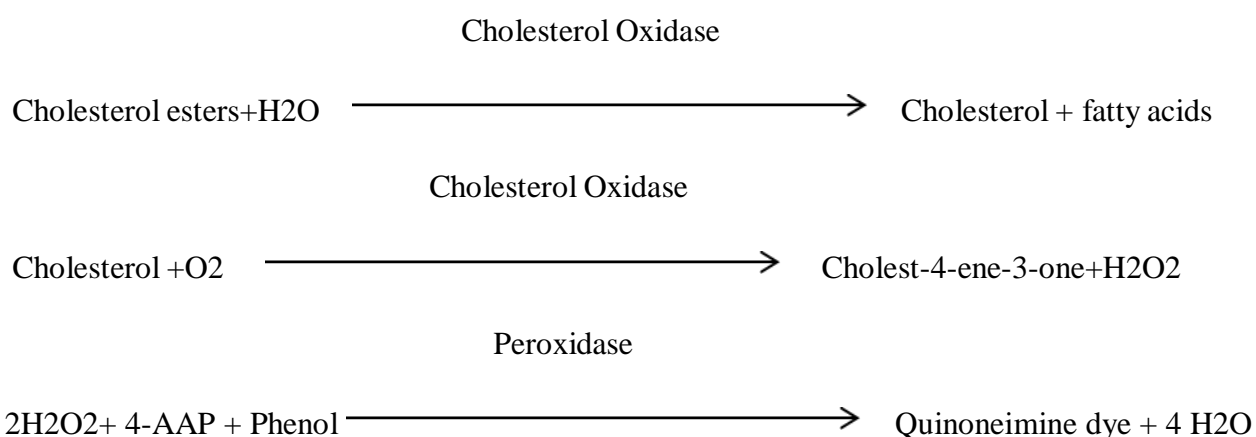 Cholesterol Oxidase
Cholesterol esters+H2O Cholesterol + fatty acids
Cholesterol Oxidase
Cholesterol +O2 Cholest-4-ene-3-one+H2O2
Peroxidase
2H2O2+ 4-AAP + Phenol Quinoneimine dye + 4 H2O